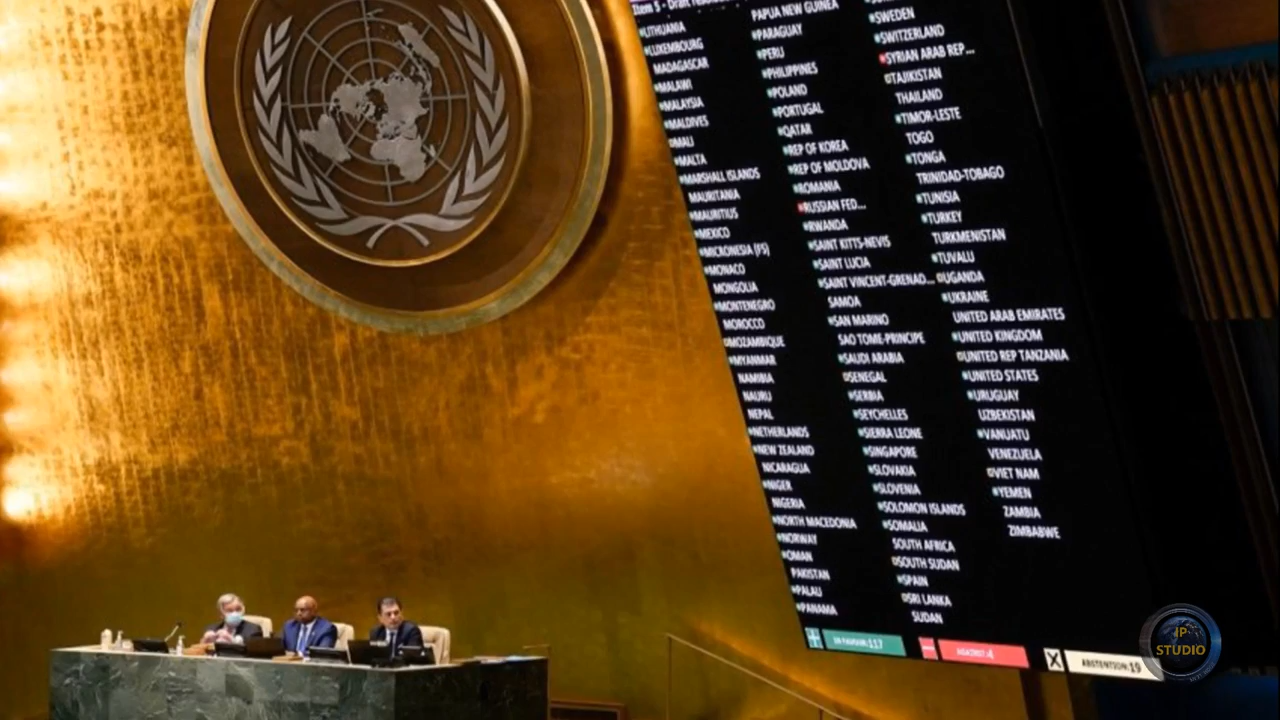 Item 5 - Draft
LITHUANIA
LUXEMBOURG
MADAGASCAR
MALAWI
MALAYSIA
MALDIVES
MALI
MALTA
MARSHALL ISLANDS
MAURITANIA
MAURITIUS
MEXICO
MICRONESIA (FS)
MONACO
MONGOLIA
MONTENEGRO
MOROCCO
MOZAMBIQUE
MYANMAR
NAMIBIA
NAURU
NEPAL
NETHERLANDS
NEW ZEALAND
NICARAGUA
NIGER
NIGERIA
NORTH MACEDONIA
NORWAY
OMAN
PAKISTAN
PALAU
PANAMA
PAPUA NEW GUINEA
PARAGUAY
PERU
PHILIPPINES
POLAND
PORTUGAL
QATAR
REP OF KOREA
REP OF MOLDOVA
ROMANIA
RUSSIAN FED...
RWANDA
SAINT KITTS-NEVIS
SAINT LUCIA
SAINT VINCENT-GRENAD...
SAMOA
SAN MARINO
SAO TOME-PRINCIPE
SAUDI ARABIA
SENEGAL
SERBIA
SEYCHELLES
SIERRA LEONE
SINGAPORE
SLOVAKIA
SLOVENIA
SOLOMON ISLANDS
SOMALIA
SOUTH AFRICA
SOUTH SUDAN
SPAIN
SRI LANKA
SUDAN
SWEDEN
SWITZERLAND
SYRIAN ARAB REP...
TAJIKISTAN
THAILAND
TIMOR-LESTE
TOGO
TONGA
TRINIDAD-TOBAGO
TUNISIA
TURKEY
TURKMENISTAN
TUVALU
UGANDA
UKRAINE
UNITED ARAB EMIRATES
UNITED KINGDOM
UNITED REP TANZANIA
UNITED STATES
URUGUAY
UZBEKISTAN
VANUATU
VENEZUELA
VIET NAM
YEMEN
ZAMBIA
ZIMBABWE
IN FAVOUR:117
AGAINST:4
ABSTENTION:19
JP
STUDIO